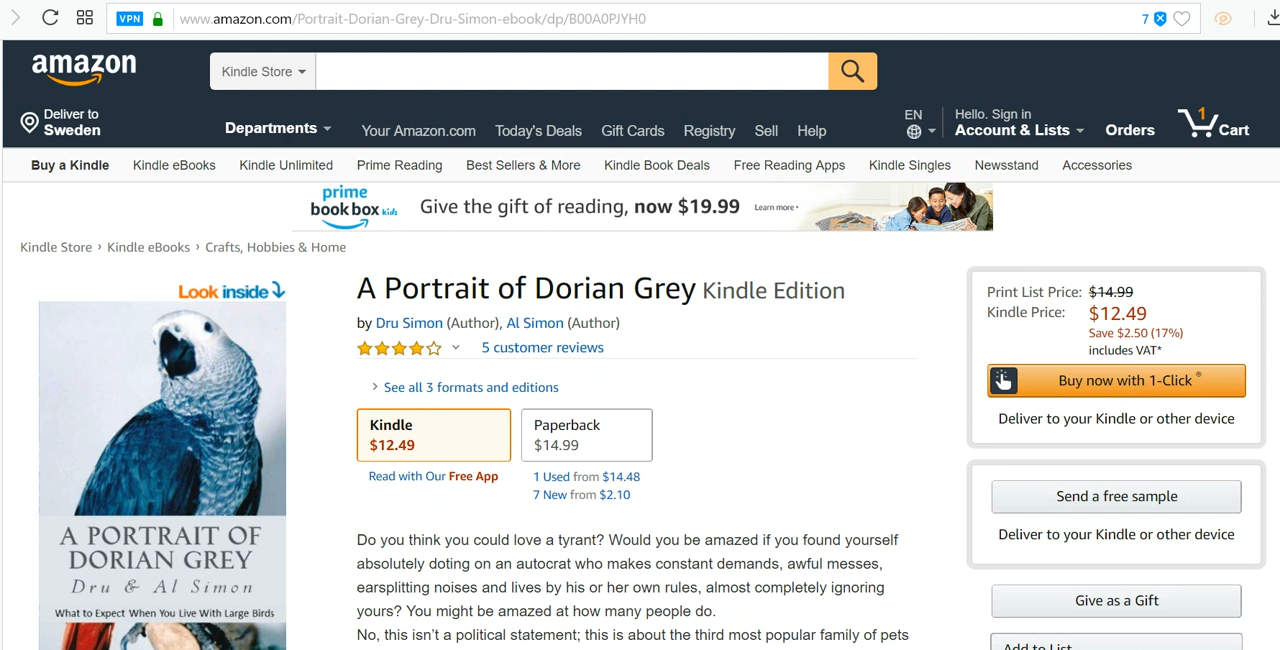 VPN
www.amazon.com/Portrait-Dorian-Grey-Dru-Simon-ebook/dp/B00A0PJYH0
7
amazon
Kindle Store
Deliver to
Sweden
Departments
Your Amazon.com
Today's Deals
Gift Cards
Registry
Sell
Help
EN
Hello. Sign in
Account & Lists
Orders
1
Cart
Buy a Kindle
Kindle eBooks
Kindle Unlimited
Prime Reading
Best Sellers & More
Kindle Book Deals
Free Reading Apps
Kindle Singles
Newsstand
Accessories
prime
book box kids
Give the gift of reading, now $19.99
Learn more ›
Kindle Store › Kindle eBooks › Crafts, Hobbies & Home
Look inside
A PORTRAIT OF
DORIAN GREY
Dru & Al Simon
What to Expect When You Live With Large Birds
A Portrait of Dorian Grey Kindle Edition
by Dru Simon (Author), Al Simon (Author)
5 customer reviews
› See all 3 formats and editions
Kindle
$12.49
Read with Our Free App
Paperback
$14.99
1 Used from $14.48
7 New from $2.10
Do you think you could love a tyrant? Would you be amazed if you found yourself
absolutely doting on an autocrat who makes constant demands, awful messes,
earsplitting noises and lives by his or her own rules, almost completely ignoring
yours? You might be amazed at how many people do.
No, this isn't a political statement; this is about the third most popular family of pets
Print List Price: $14.99
Kindle Price: $12.49
Save $2.50 (17%)
includes VAT*
Buy now with 1-Click ®
Deliver to your Kindle or other device
Send a free sample
Deliver to your Kindle or other device
Give as a Gift
Add to List